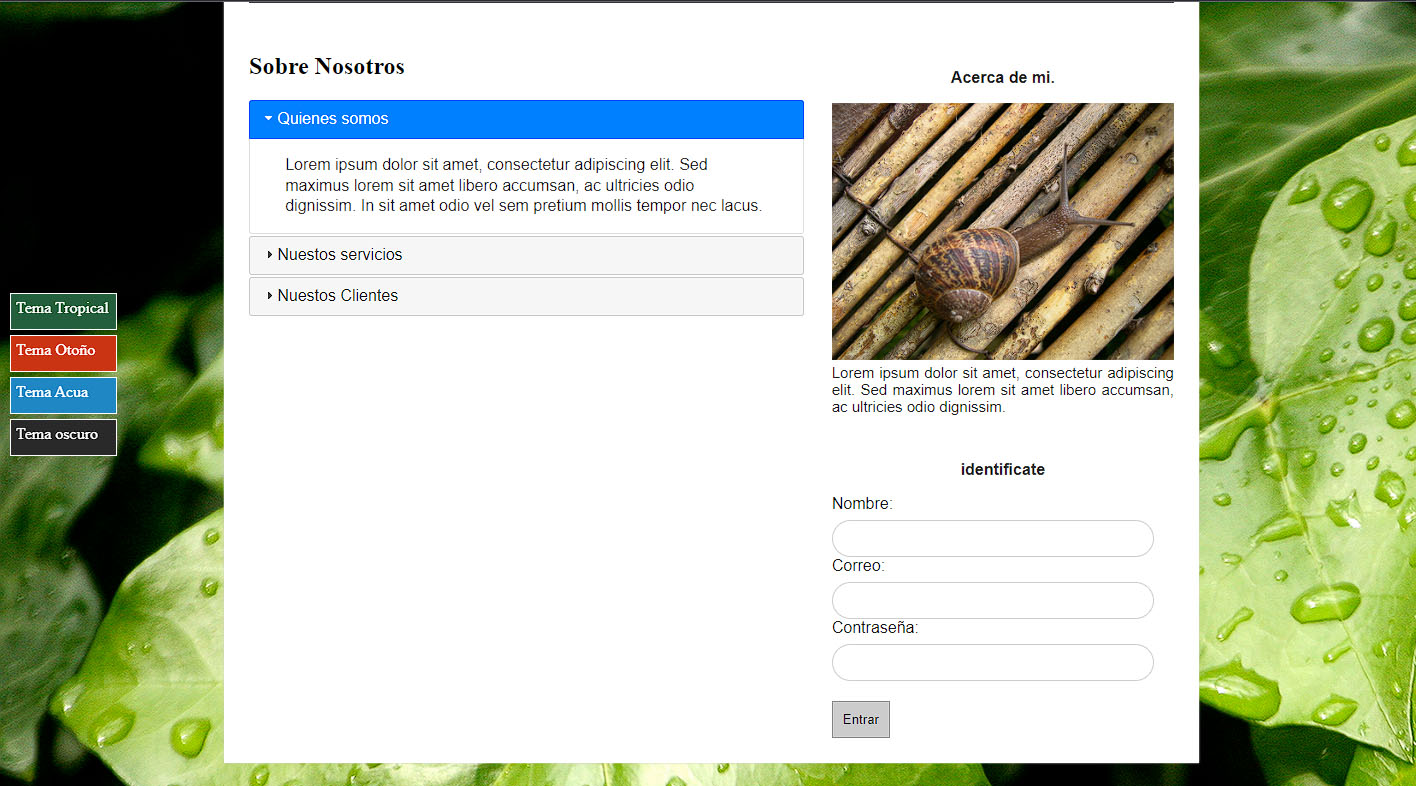 Sobre Nosotros
Quienes somos
Lorem ipsum dolor sit amet, consectetur adipiscing elit. Sed
maximus lorem sit amet libero accumsan, ac ultricies odio
dignissim. In sit amet odio vel sem pretium mollis tempor nec lacus.
Nuestos servicios
Nuestos Clientes
Tema Tropical
Tema Otoño
Tema Acua
Tema oscuro
Acerca de mi.
Lorem ipsum dolor sit amet, consectetur adipiscing
elit. Sed maximus lorem sit amet libero accumsan,
ac ultricies odio dignissim.
identificate
Nombre:
Correo:
Contraseña:
Entrar